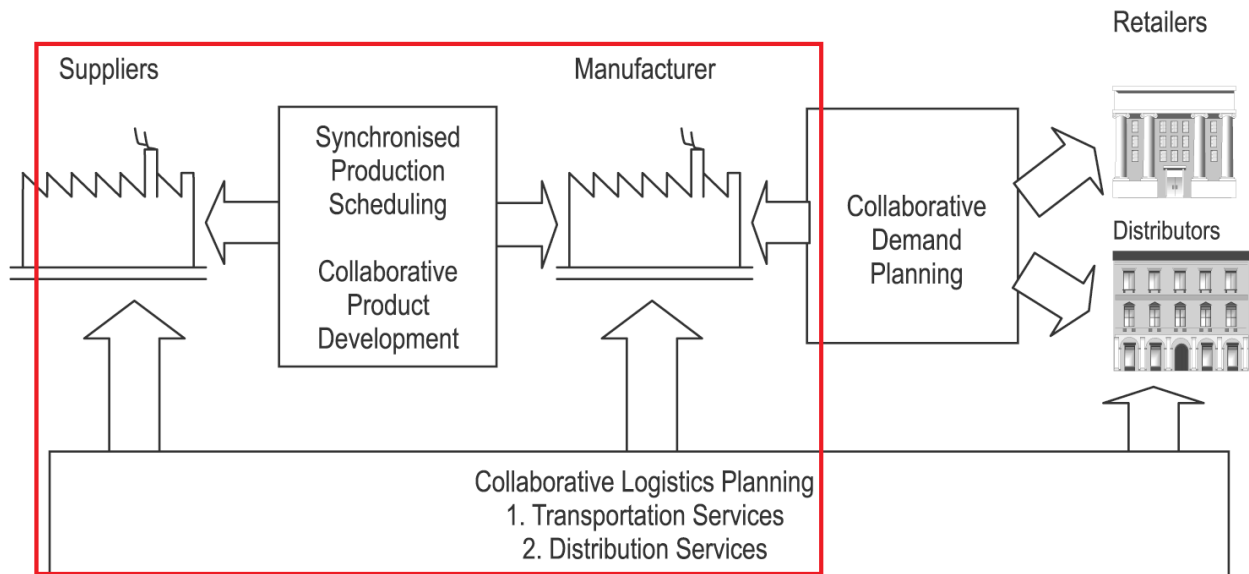 Retailers
Suppliers
Manufacturer
Synchronised
Production
Scheduling
Collaborative
Product
Development
Collaborative
Demand
Planning
Distributors
Collaborative Logistics Planning
1. Transportation Services
2. Distribution Services